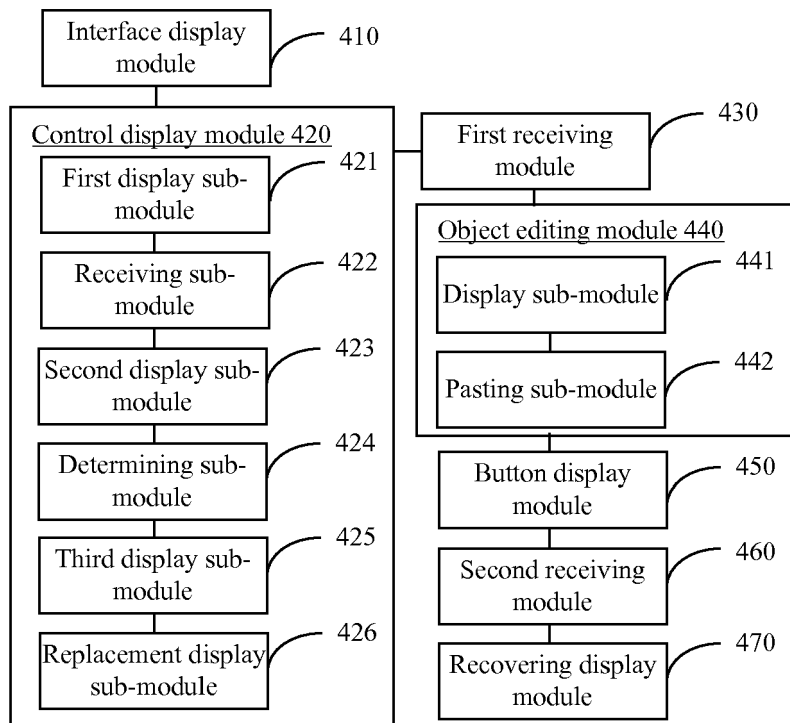 Interface display
module
410
Control display module 420
First display sub-
module
421
Receiving sub-
module
422
Second display sub-
module
423
Determining sub-
module
424
Third display sub-
module
425
Replacement display
sub-module
426
First receiving
module
430
Object editing module 440
Display sub-module
441
Pasting sub-module
442
Button display
module
450
Second receiving
module
460
Recovering display
module
470